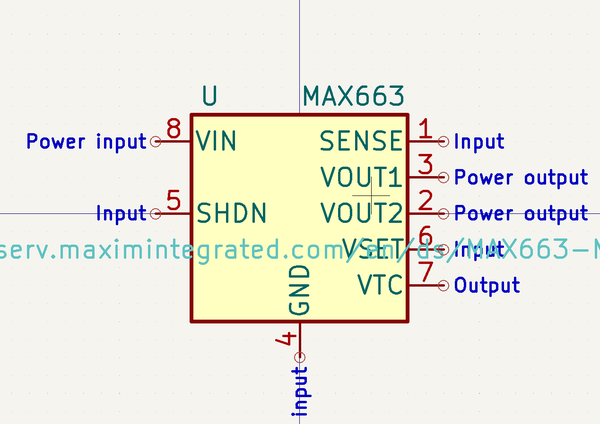 U MAX663
Power input 8 VIN SENSE 1 Input
VOUT1 3 Power output
Input 5 SHDN VOUT2 2 Power output
VSET 6 Input
serv.maximintegrated.com/en/ds/MAX663-M
VTC 7 Output
GND
4
input